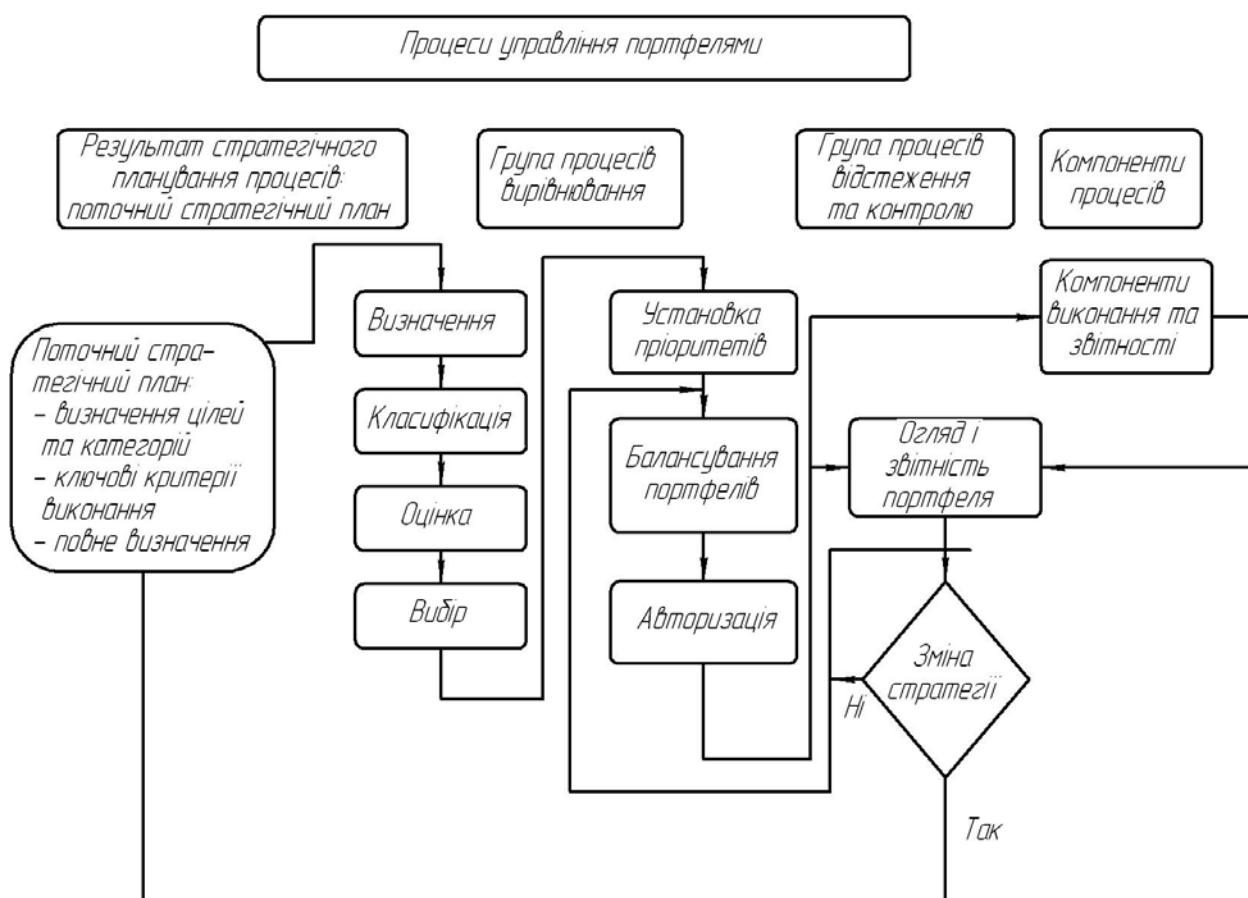 Процеси управління портфелями
Результат стратегічного
планування процесів:
поточний стратегічний план
Група процесів
вирівнювання
Група процесів
відстеження
та контролю
Компоненти
процесів
Поточний стра-
тегічний план:
- визначення цілей
та категорій
- ключові критерії
виконання
- повне визначення
Визначення
Класифікація
Оцінка
Вибір
Установка
пріоритетів
Балансування
портфелів
Авторизація
Компоненти
виконання та
звітності
Огляд і
звітність
портфеля
Зміна
стратегії
Ні
Так